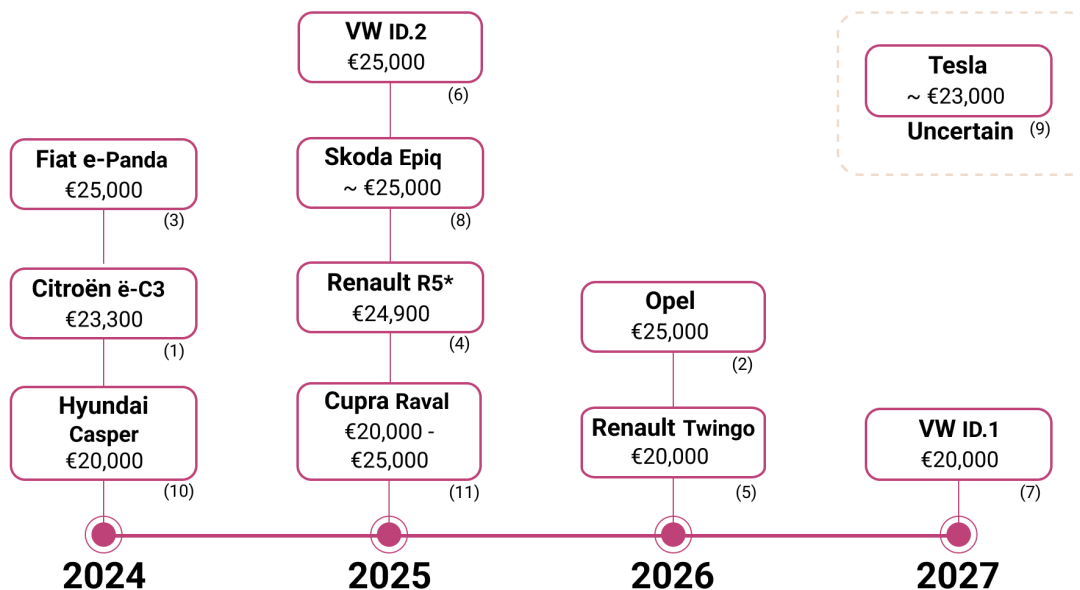 Fiat e-Panda
€25,000
(3)
Citroën ë-C3
€23,300
(1)
Hyundai
Casper
€20,000
(10)
2024
VW ID.2
€25,000
(6)
Skoda Epiq
~ €25,000
(8)
Renault R5*
€24,900
(4)
Cupra Raval
€20,000 -
€25,000
(11)
2025
Opel
€25,000
(2)
Renault Twingo
€20,000
(5)
2026
Tesla
~ €23,000
Uncertain (9)
VW ID.1
€20,000
(7)
2027